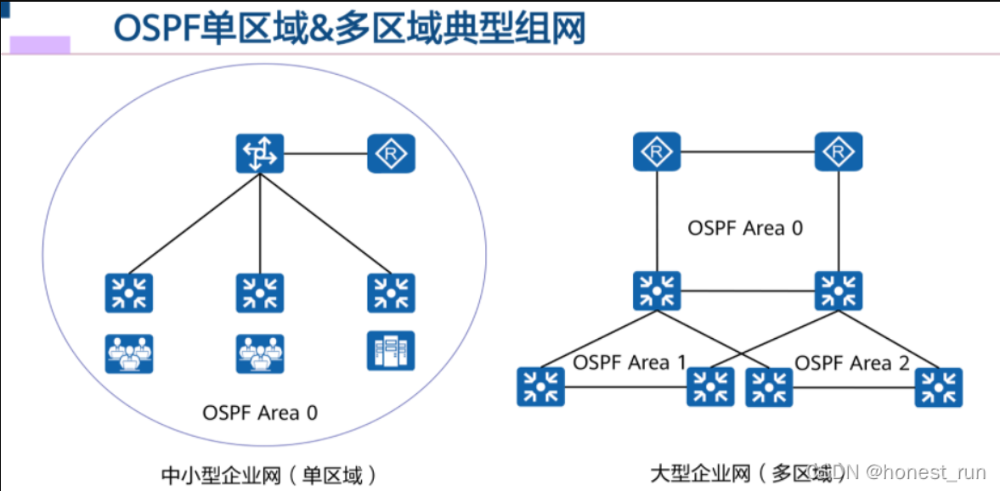 OSPF单区域&多区域典型组网
R
R
R
OSPF Area 0
OSPF Area 1
OSPF Area 2
OSPF Area 0
中小型企业网（单区域）
大型企业网（多区域）
CSDN @honest_run